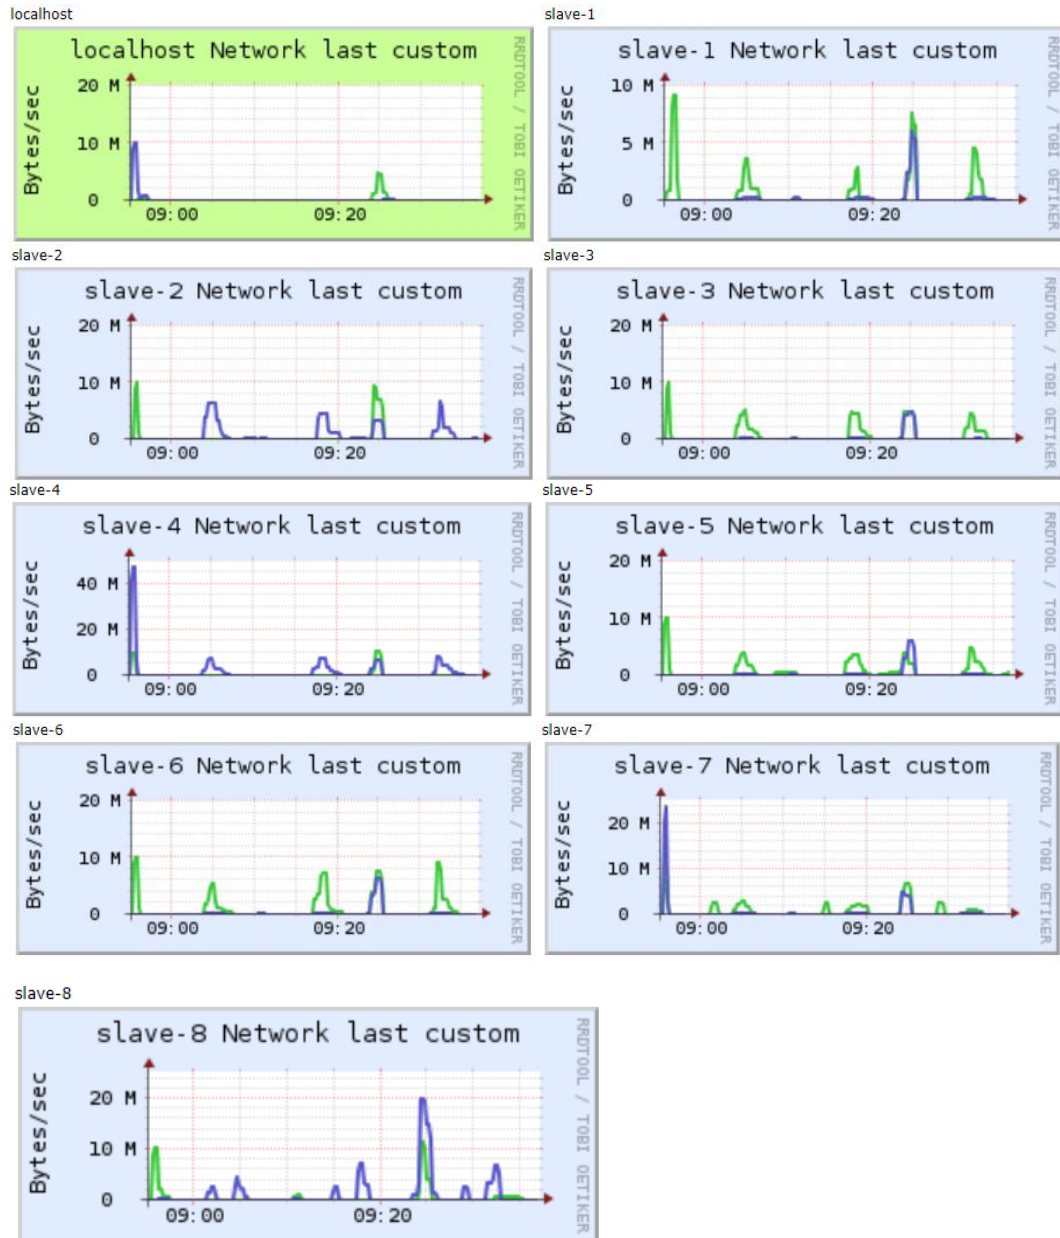 localhost
localhost Network last custom
RRDTOOL / TOBI OETIKER
Bytes/sec
20 M
10 M
0
09:00 09:20
slave-1
slave-1 Network last custom
RRDTOOL / TOBI OETIKER
Bytes/sec
10 M
5 M
0
09:00 09:20
slave-2
slave-2 Network last custom
RRDTOOL / TOBI OETIKER
Bytes/sec
20 M
10 M
0
09:00 09:20
slave-3
slave-3 Network last custom
RRDTOOL / TOBI OETIKER
Bytes/sec
20 M
10 M
0
09:00 09:20
slave-4
slave-4 Network last custom
RRDTOOL / TOBI OETIKER
Bytes/sec
40 M
20 M
0
09:00 09:20
slave-5
slave-5 Network last custom
RRDTOOL / TOBI OETIKER
Bytes/sec
20 M
10 M
0
09:00 09:20
slave-6
slave-6 Network last custom
RRDTOOL / TOBI OETIKER
Bytes/sec
20 M
10 M
0
09:00 09:20
slave-7
slave-7 Network last custom
RRDTOOL / TOBI OETIKER
Bytes/sec
20 M
10 M
0
09:00 09:20
slave-8
slave-8 Network last custom
RRDTOOL / TOBI OETIKER
Bytes/sec
20 M
10 M
0
09:00 09:20